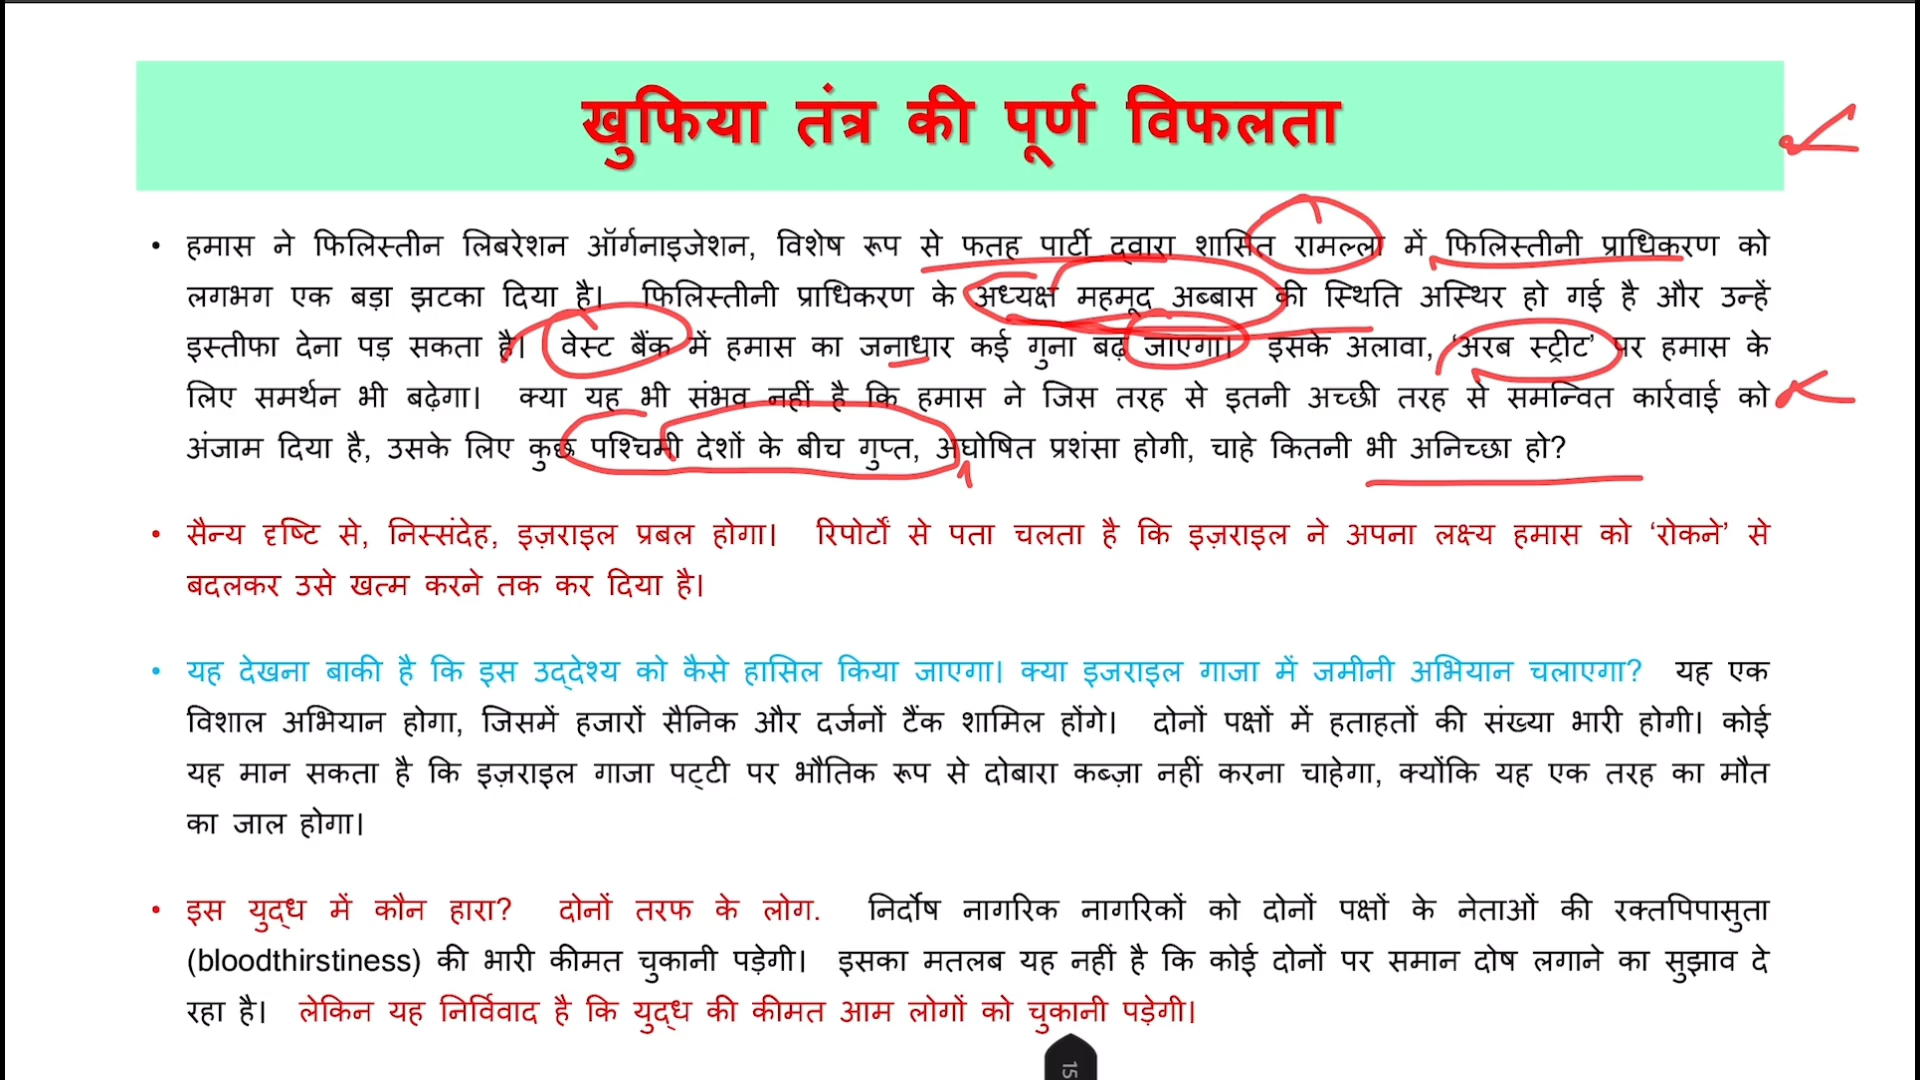 खुफिया तंत्र की पूर्ण विफलता
• हमास ने फिलिस्तीन लिबरेशन ऑर्गनाइजेशन, विशेष रूप से फतह पार्टी द्वारा शासित रामल्ला में फिलिस्तीनी प्राधिकरण को
लगभग एक बड़ा झटका दिया है। फिलिस्तीनी प्राधिकरण के अध्यक्ष महमूद अब्बास की स्थिति अस्थिर हो गई है और उन्हें
इस्तीफा देना पड़ सकता है। वेस्ट बैंक में हमास का जनाधार कई गुना बढ़ जाएगा। इसके अलावा, ‘अरब स्ट्रीट’ पर हमास के
लिए समर्थन भी बढ़ेगा। क्या यह भी संभव नहीं है कि हमास ने जिस तरह से इतनी अच्छी तरह से समन्वित कार्रवाई को
अंजाम दिया है, उसके लिए कुछ पश्चिमी देशों के बीच गुप्त, अघोषित प्रशंसा होगी, चाहे कितनी भी अनिच्छा हो?
• सैन्य दृष्टि से, निस्संदेह, इज़राइल प्रबल होगा। रिपोर्टों से पता चलता है कि इज़राइल ने अपना लक्ष्य हमास को ‘रोकने’ से
बदलकर उसे खत्म करने तक कर दिया है।
• यह देखना बाकी है कि इस उद्देश्य को कैसे हासिल किया जाएगा। क्या इजराइल गाजा में जमीनी अभियान चलाएगा? यह एक
विशाल अभियान होगा, जिसमें हजारों सैनिक और दर्जनों टैंक शामिल होंगे। दोनों पक्षों में हताहतों की संख्या भारी होगी। कोई
यह मान सकता है कि इज़राइल गाजा पट्टी पर भौतिक रूप से दोबारा कब्ज़ा नहीं करना चाहेगा, क्योंकि यह एक तरह का मौत
का जाल होगा।
• इस युद्ध में कौन हारा? दोनों तरफ के लोग. निर्दोष नागरिक नागरिकों को दोनों पक्षों के नेताओं की रक्तपिपासुता
(bloodthirstiness) की भारी कीमत चुकानी पड़ेगी। इसका मतलब यह नहीं है कि कोई दोनों पर समान दोष लगाने का सुझाव दे
रहा है। लेकिन यह निर्विवाद है कि युद्ध की कीमत आम लोगों को चुकानी पड़ेगी।
15